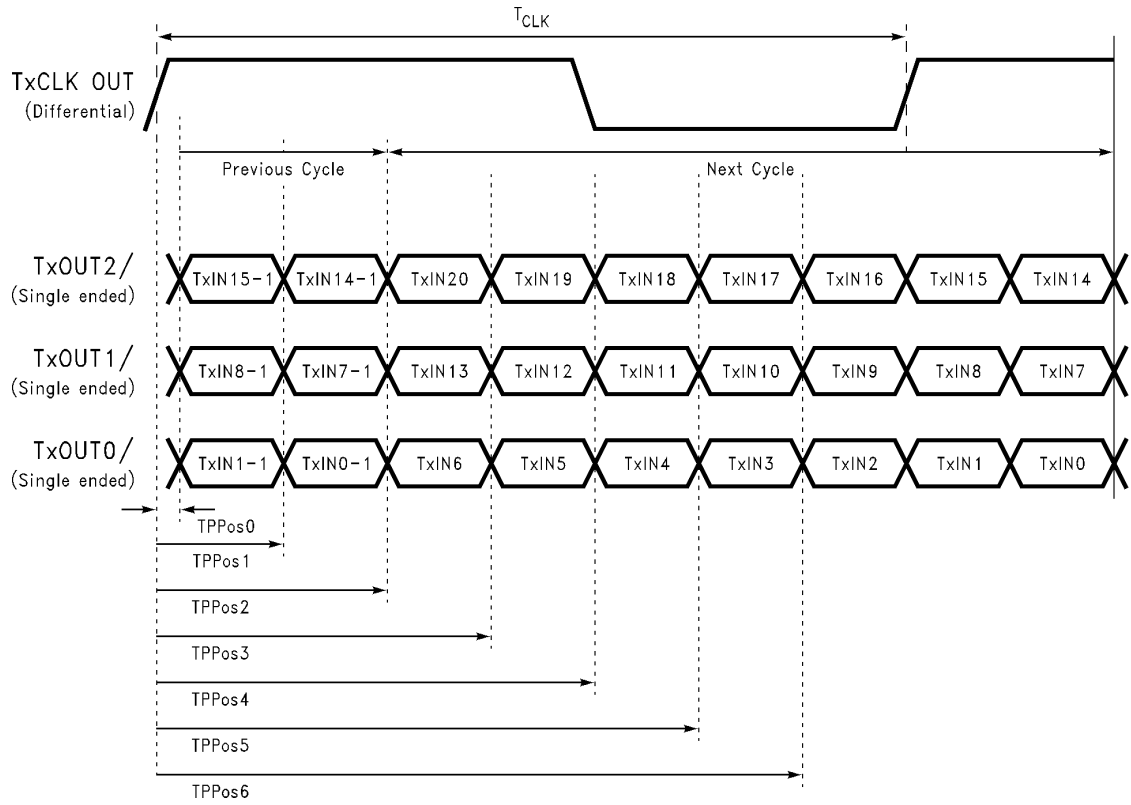 TCLK
TxCLK OUT
(Differential)
Previous Cycle Next Cycle
TxOUT2/
(Single ended)
TxIN15-1 TxIN14-1 TxIN20 TxIN19 TxIN18 TxIN17 TxIN16 TxIN15 TxIN14
TxOUT1/
(Single ended)
TxIN8-1 TxIN7-1 TxIN13 TxIN12 TxIN11 TxIN10 TxIN9 TxIN8 TxIN7
TxOUT0/
(Single ended)
TxIN1-1 TxIN0-1 TxIN6 TxIN5 TxIN4 TxIN3 TxIN2 TxIN1 TxIN0
TPPos0
TPPos1
TPPos2
TPPos3
TPPos4
TPPos5
TPPos6